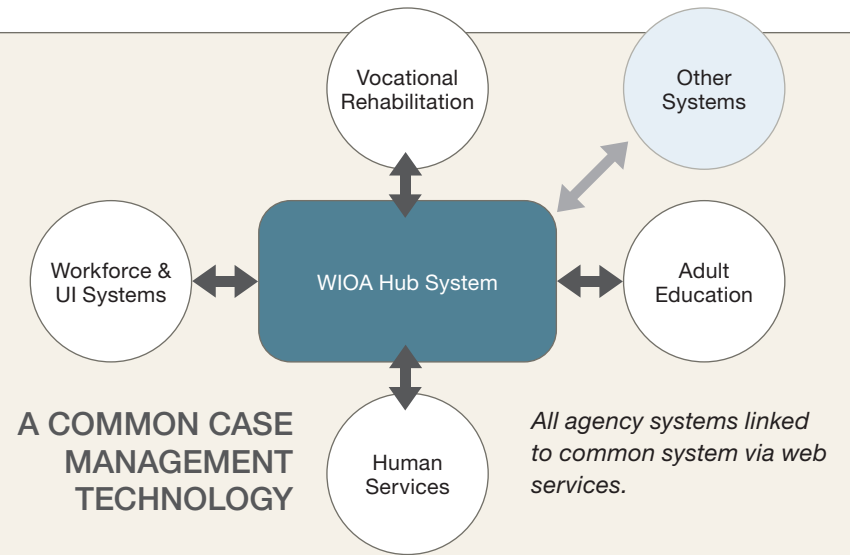 Vocational
Rehabilitation
Other
Systems
Workforce &
UI Systems
WIOA Hub System
Adult
Education
A COMMON CASE
MANAGEMENT
TECHNOLOGY
Human
Services
All agency systems linked
to common system via web
services.